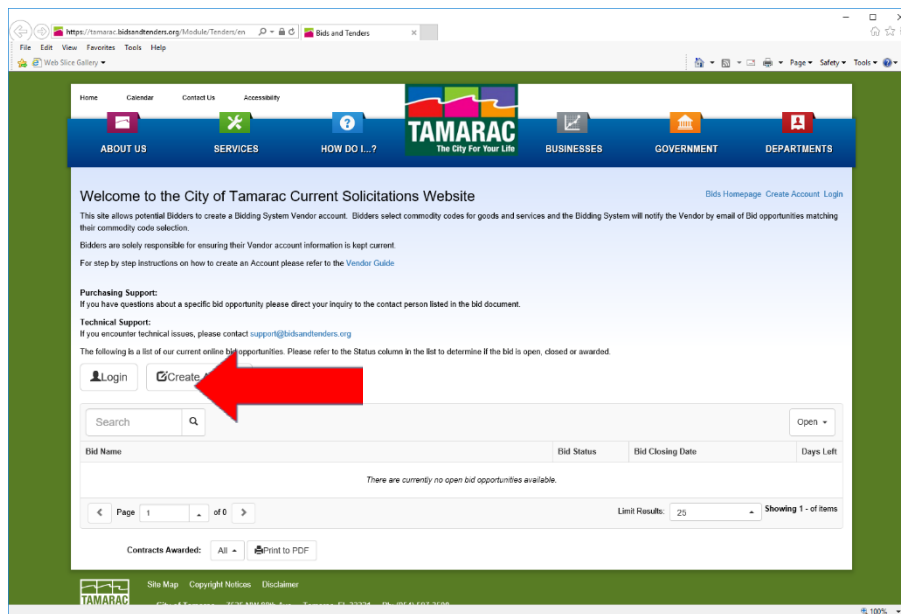 https://tamarac.bidsandtenders.org/Module/Tenders/en
Bids and Tenders
File Edit View Favorites Tools Help
Web Slice Gallery
Page Safety Tools
Home Calendar Contact Us Accessibility
ABOUT US SERVICES HOW DO I...? TAMARAC BUSINESSES GOVERNMENT DEPARTMENTS
The City For Your Life
Welcome to the City of Tamarac Current Solicitations Website
Bids Homepage Create Account Login
This site allows potential Bidders to create a Bidding System Vendor account. Bidders select commodity codes for goods and services and the Bidding System will notify the Vendor by email of Bid opportunities matching
their commodity code selection.
Bidders are solely responsible for ensuring their Vendor account information is kept current.
For step by step instructions on how to create an Account please refer to the Vendor Guide
Purchasing Support:
If you have questions about a specific bid opportunity please direct your inquiry to the contact person listed in the bid document.
Technical Support:
If you encounter technical issues, please contact support@bidsandtenders.org
The following is a list of our current online bid opportunities. Please refer to the Status column in the list to determine if the bid is open, closed or awarded.
Login Create
Search Open
Bid Name Bid Status Bid Closing Date Days Left
There are currently no open bid opportunities available.
Page 1 of 0 Limit Results: 25 Showing 1 - of items
Contracts Awarded: All Print to PDF
Site Map Copyright Notices Disclaimer
TAMARAC
100%